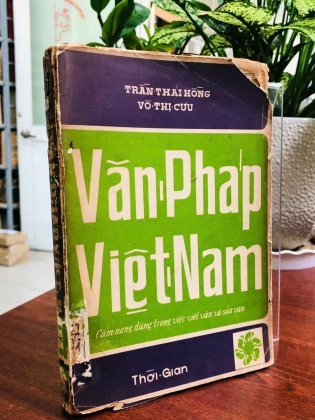 TRẦN THÁI HỒNG
VÕ-THỊ-CƯU
Văn-Pháp
Việt-Nam
Cẩm nang dùng trong việc viết văn và sửa văn
Thời-Gian